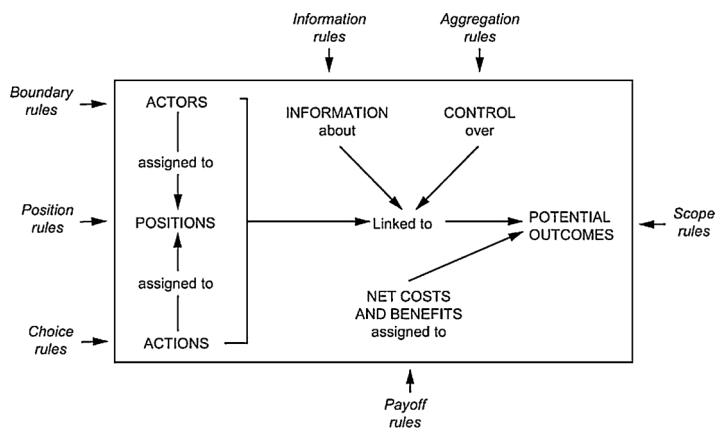 Information
rules
Aggregation
rules
Boundary
rules
ACTORS
INFORMATION
about
CONTROL
over
assigned to
Position
rules
POSITIONS
Linked to
POTENTIAL
OUTCOMES
Scope
rules
assigned to
NET COSTS
AND BENEFITS
assigned to
Choice
rules
ACTIONS
Payoff
rules